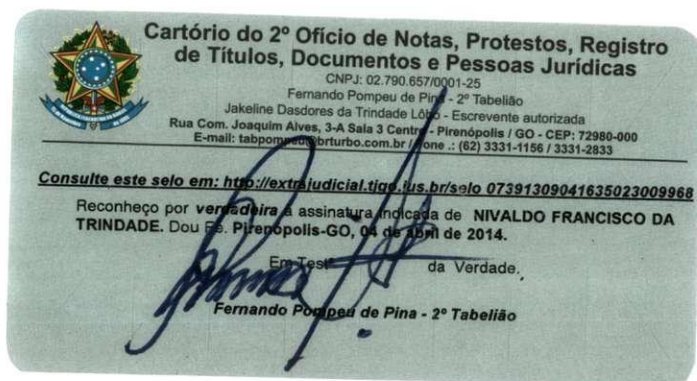 Cartório do 2º Ofício de Notas, Protestos, Registro
de Títulos, Documentos e Pessoas Jurídicas
CNPJ: 02.790.657/0001-25
Fernando Pompeu de Pina - 2º Tabelião
Jakeline Dasdores da Trindade Lôbo - Escrevente autorizada
Rua Com. Joaquim Alves, 3-A Sala 3 Centro - Pirenópolis / GO - CEP: 72980-000
E-mail: tabpompeu@brturbo.com.br / Fone .: (62) 3331-1156 / 3331-2833
Consulte este selo em: http://extrajudicial.tjgo.jus.br/selo 07391309041635023009968
Reconheço por verdadeira a assinatura indicada de NIVALDO FRANCISCO DA
TRINDADE. Dou Fé. Pirenópolis-GO, 04 de abril de 2014.
Em Testº da Verdade.
Fernando Pompeu de Pina - 2º Tabelião